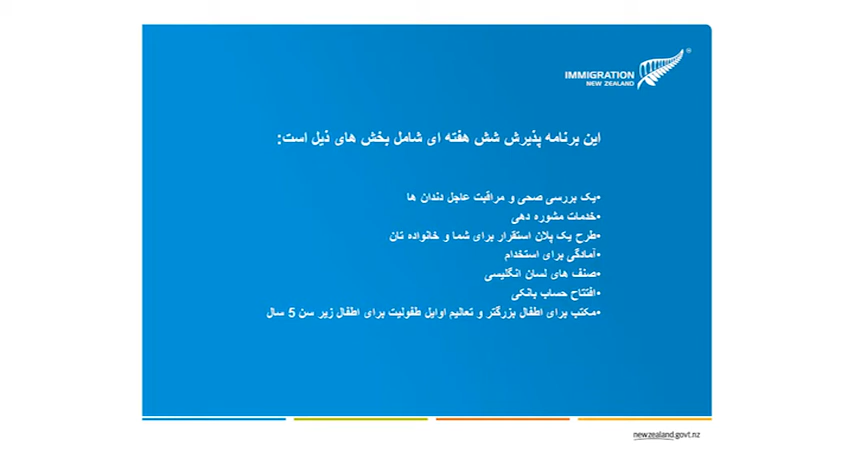 IMMIGRATION
NEW ZEALAND
این برنامه پذیرش شش هفته ای شامل بخش های ذیل است:
•یک بررسی صحی و مراقبت عاجل دندان ها
•خدمات مشوره دهی
•طرح یک پلان استقرار برای شما و خانواده تان
•آمادگی برای استخدام
•صنف های لسان انگلیسی
•افتتاح حساب بانکی
•مکتب برای اطفال بزرگتر و تعالیم اوایل طفولیت برای اطفال زیر سن 5 سال
newzealand.govt.nz